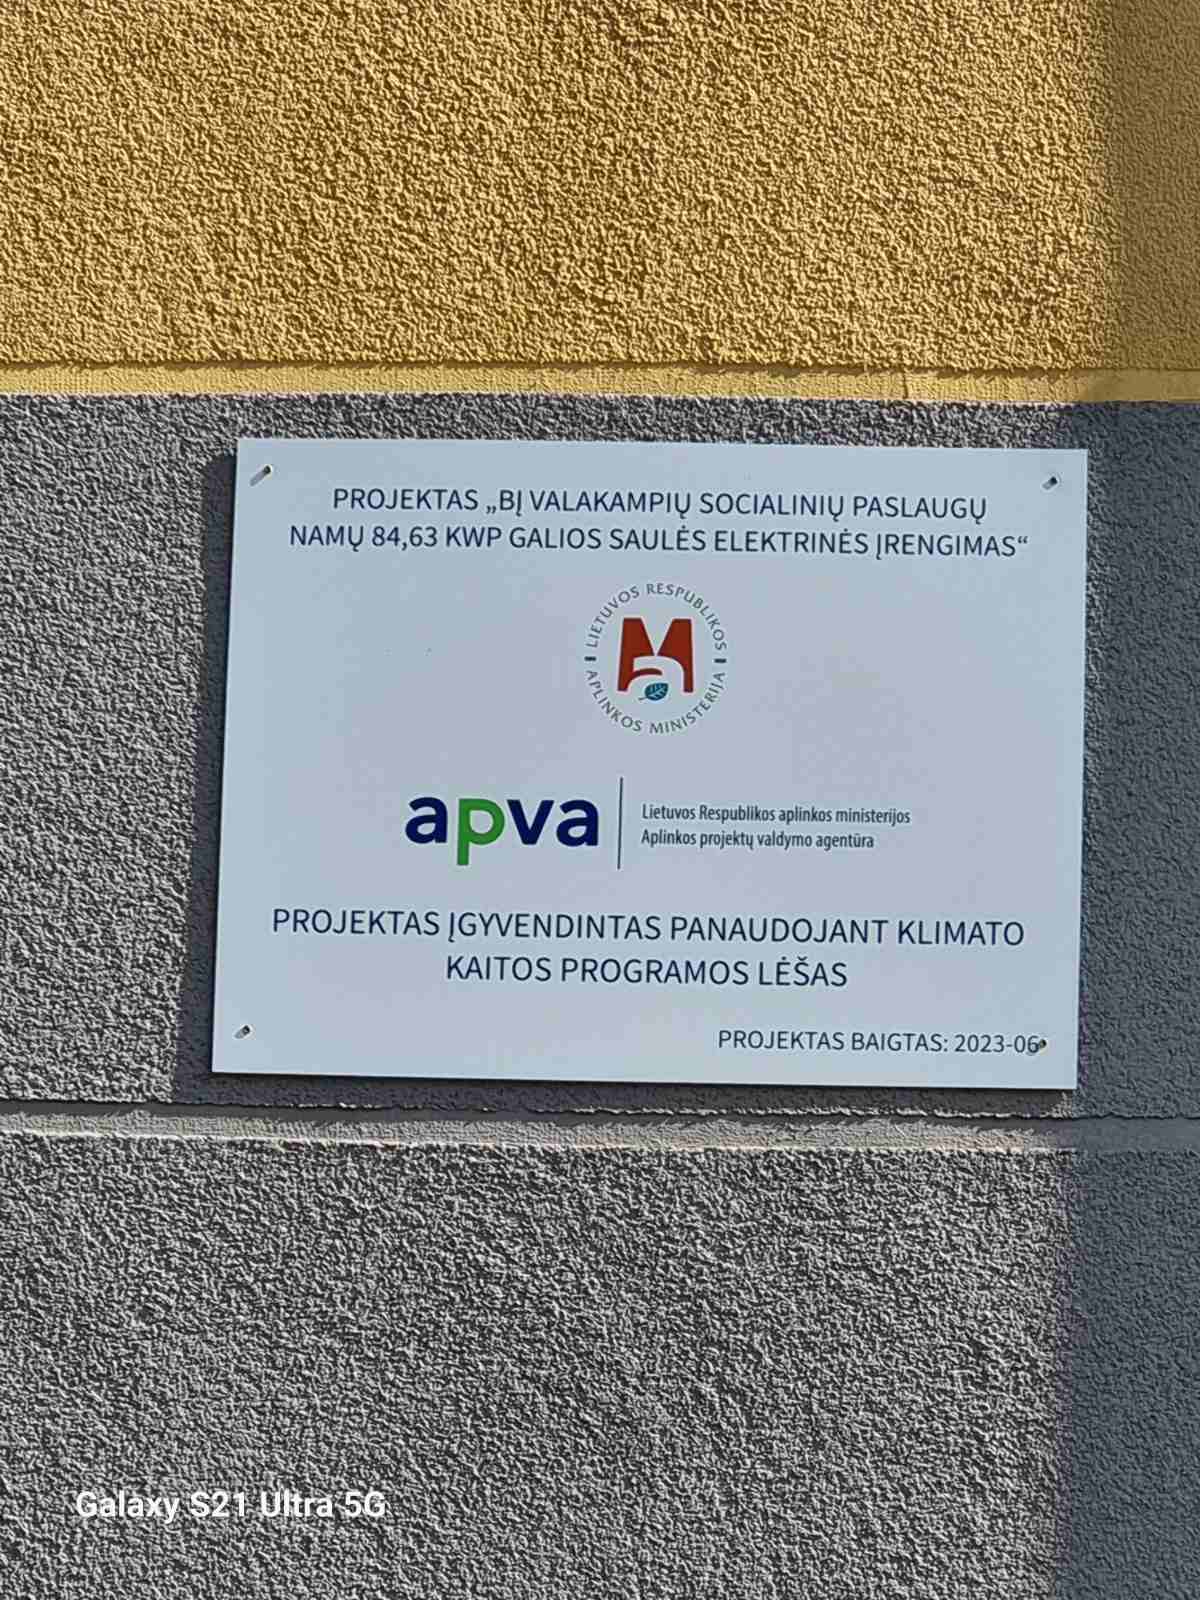 PROJEKTAS „BĮ VALAKAMPIŲ SOCIALINIŲ PASLAUGŲ
NAMŲ 84,63 KWP GALIOS SAULĖS ELEKTRINĖS ĮRENGIMAS“
LIETUVOS RESPUBLIKOS
APLINKOS MINISTERIJA
apva
Lietuvos Respublikos aplinkos ministerijos
Aplinkos projektų valdymo agentūra
PROJEKTAS ĮGYVENDINTAS PANAUDOJANT KLIMATO
KAITOS PROGRAMOS LĖŠAS
PROJEKTAS BAIGTAS: 2023-06
Galaxy S21 Ultra 5G